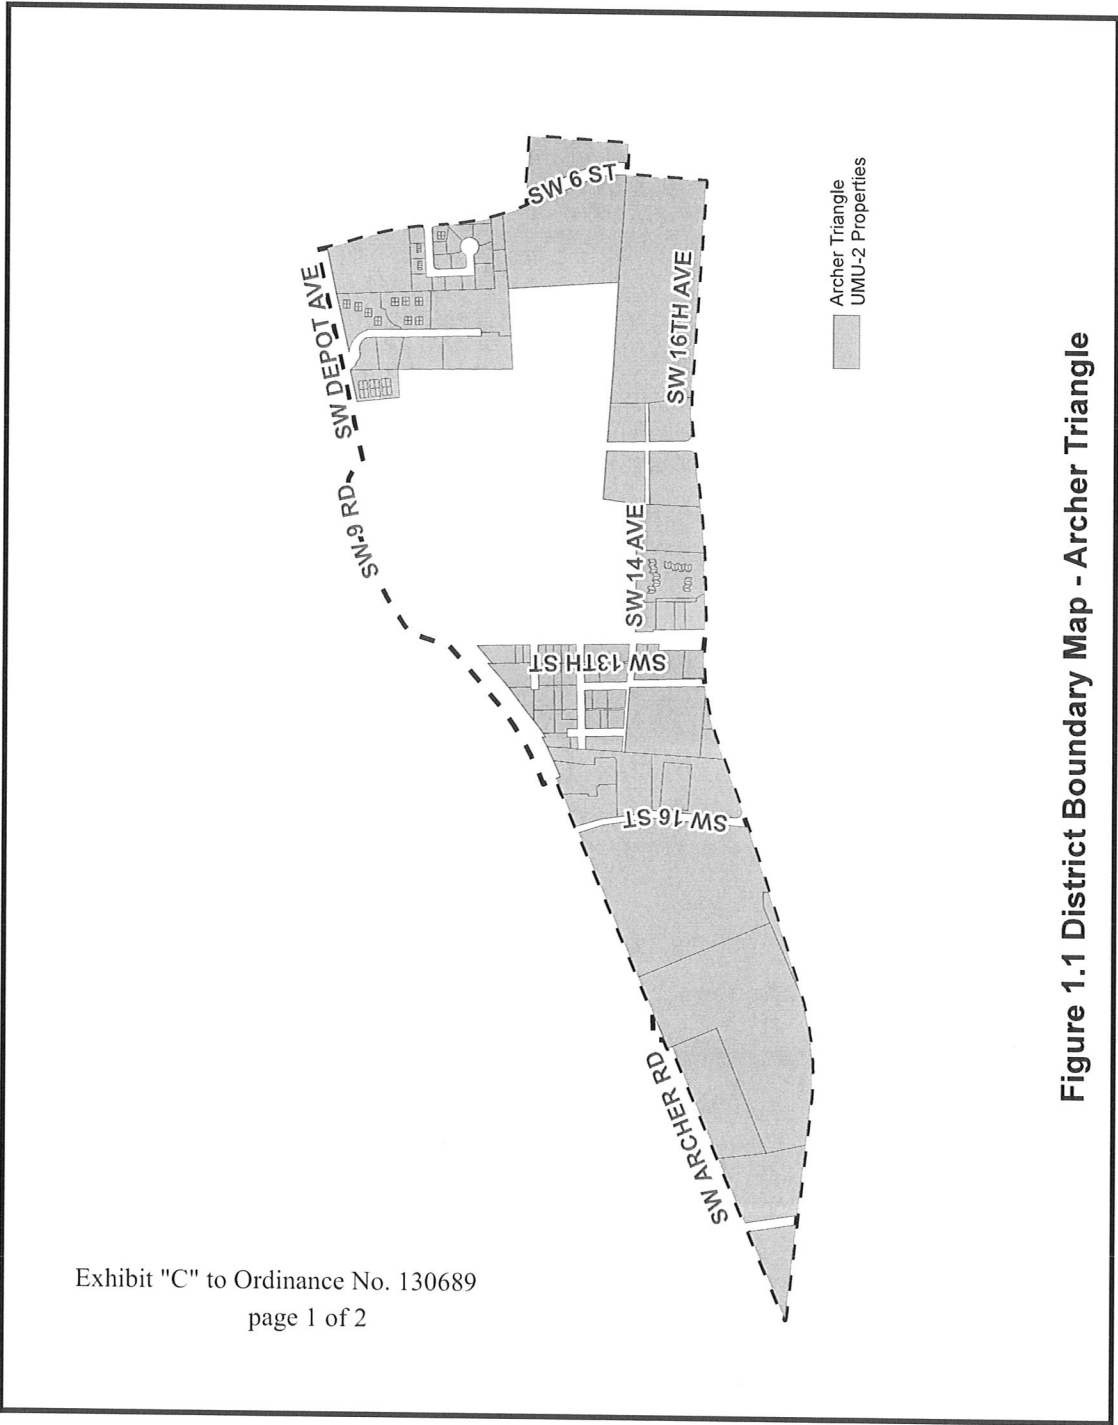 SW 6 ST
SW DEPOT AVE
SW 9 RD
SW 16TH AVE
SW 14 AVE
SW 13TH ST
SW 16 ST
SW ARCHER RD
Archer Triangle
UMU-2 Properties
Figure 1.1 District Boundary Map - Archer Triangle
Exhibit "C" to Ordinance No. 130689
page 1 of 2